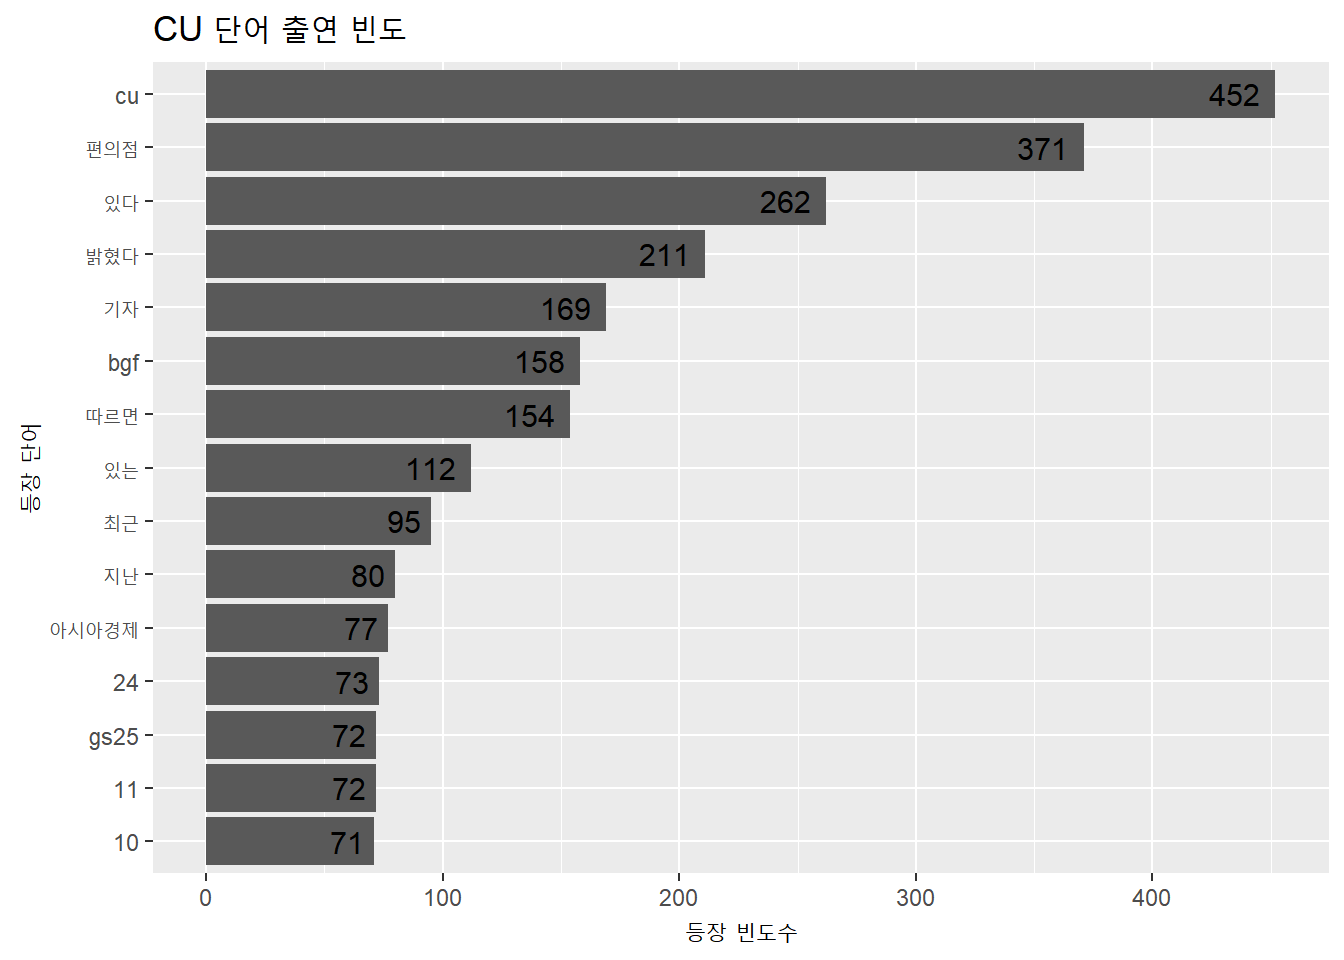 CU 단어 출연 빈도
cu 452
편의점 371
있다 262
밝혔다 211
기자 169
bgf 158
따르면 154
있는 112
최근 95
지난 80
아시아경제 77
24 73
gs25 72
11 72
10 71
0 100 200 300 400
등장 빈도수
등장 단어